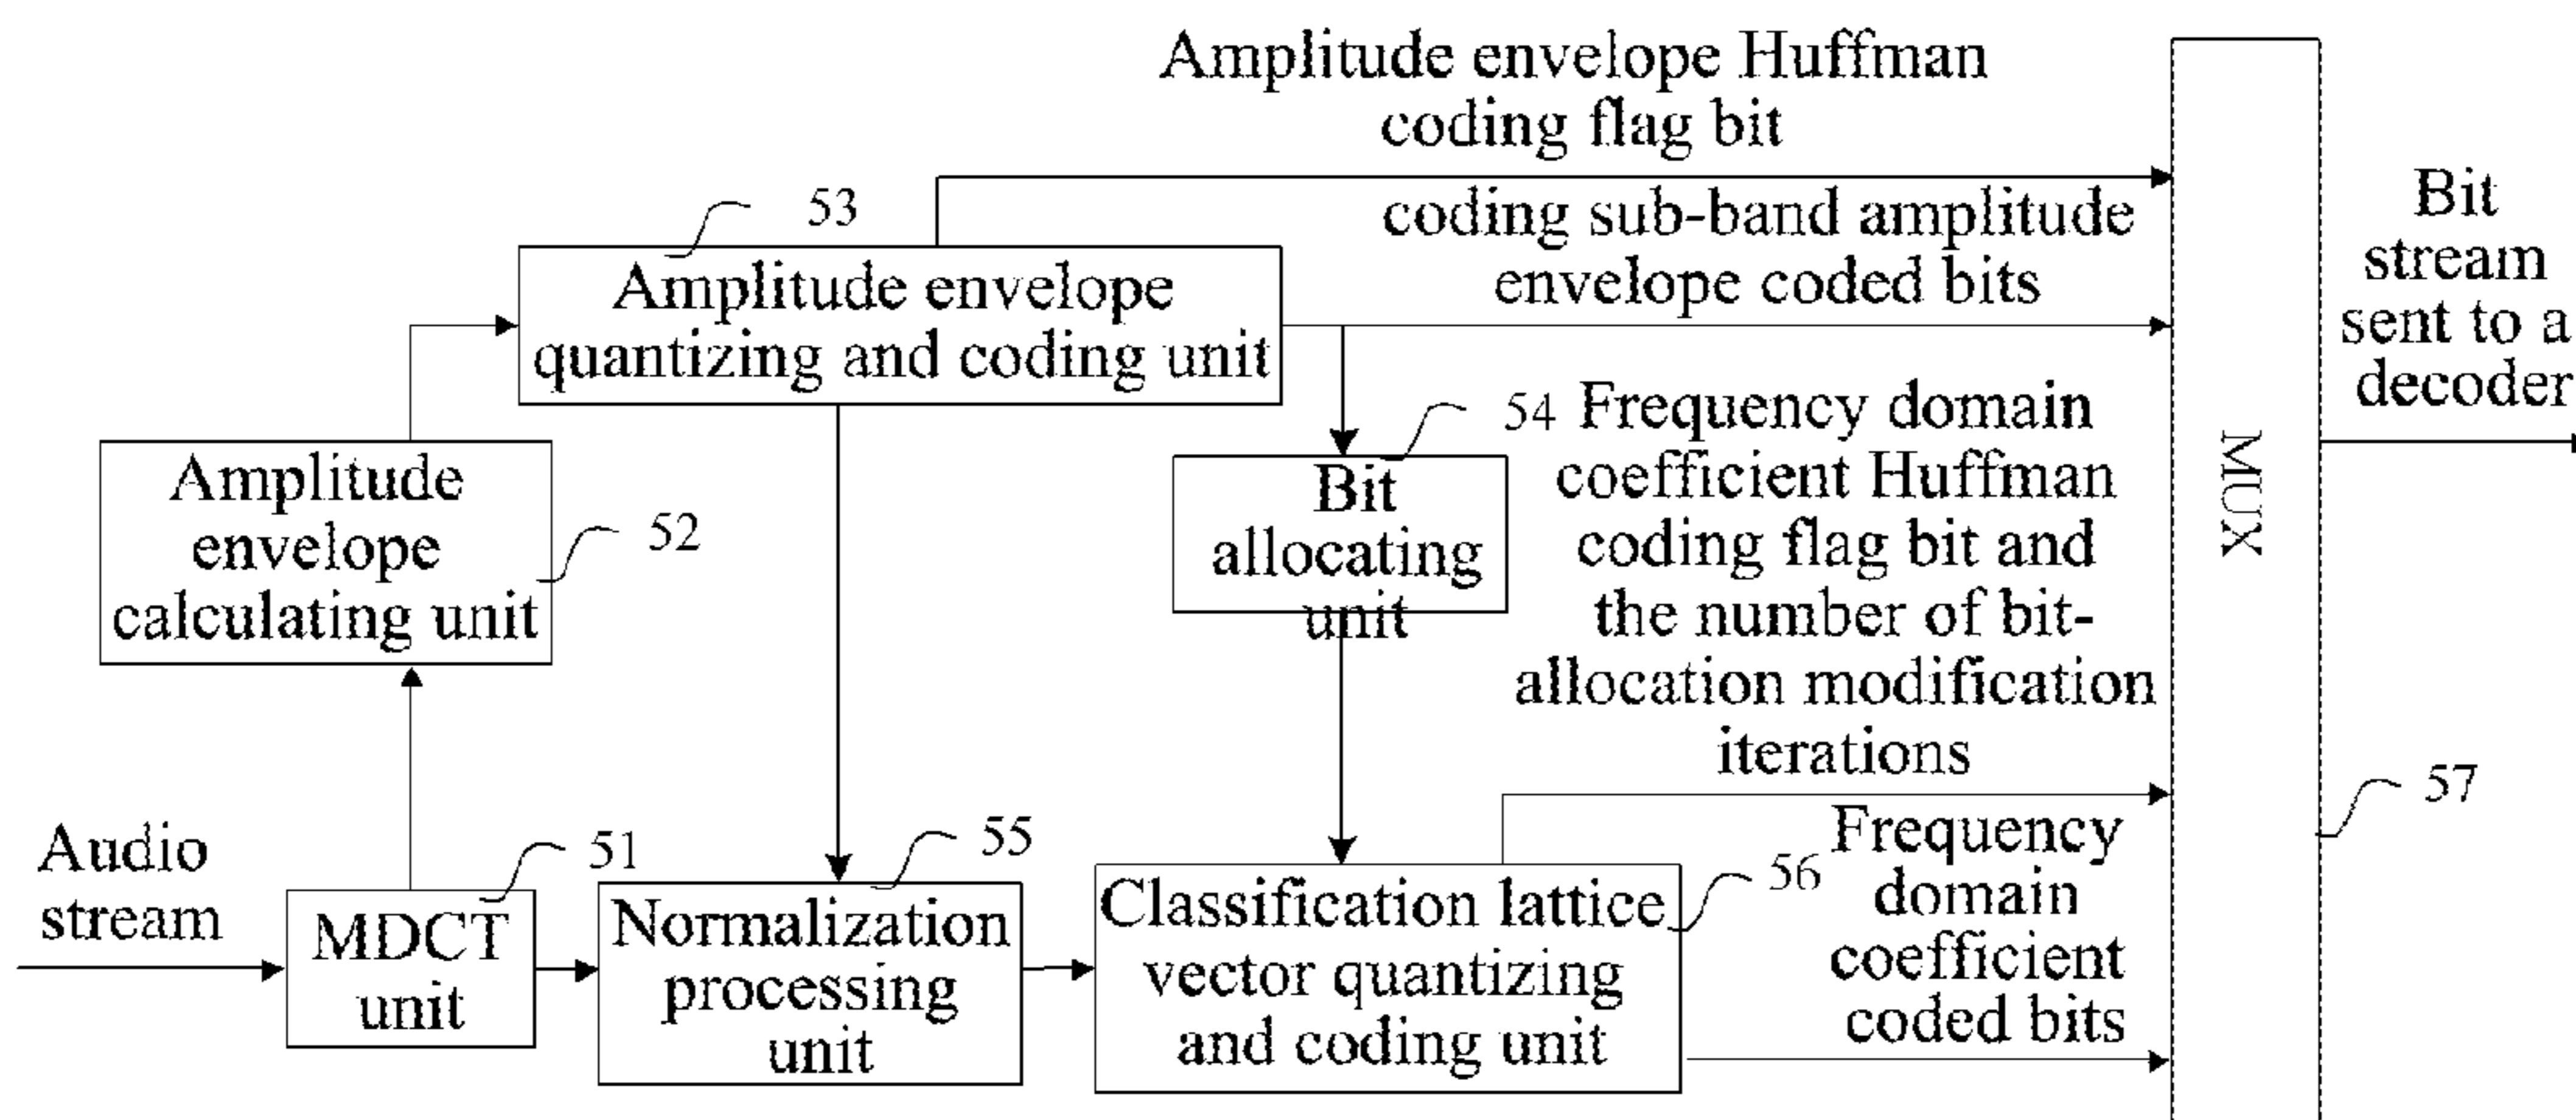 Amplitude envelope Huffman
coding flag bit
53
coding sub-band amplitude
envelope coded bits
Bit
stream
sent to a
decoder
Amplitude envelope
quantizing and coding unit
54
Frequency domain
coefficient Huffman
coding flag bit and
the number of bit-
allocation modification
iterations
Bit
allocating
unit
MUX
Amplitude
envelope
calculating unit
52
57
Audio
stream
51
MDCT
unit
55
Normalization
processing
unit
56
Classification lattice
vector quantizing
and coding unit
Frequency
domain
coefficient
coded bits